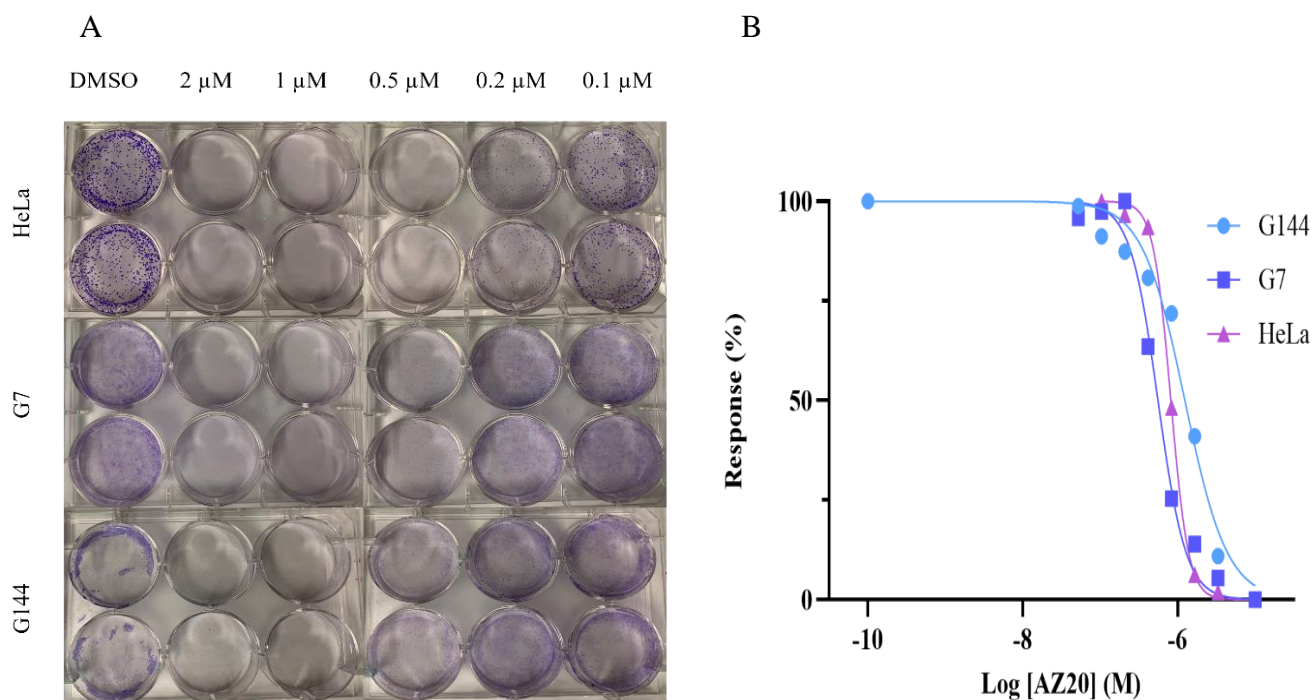 A
B
DMSO 2 µM 1 µM 0.5 µM 0.2 µM 0.1 µM
HeLa
G7
G144
Response (%)
100
50
0
-10 -8 -6
Log [AZ20] (M)
G144
G7
HeLa